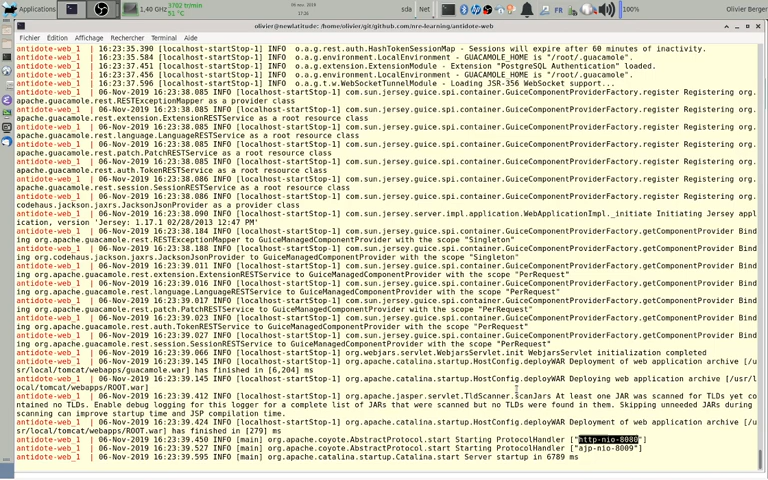 Applications
1,40 GHz
3702 tr/min
51 °C
06 nov.
17:26
sda
Net
100%
Olivier Berger
olivier@newlatitude: /home/olivier/git/github.com/nre-learning/antidote-web
Fichier Édition Affichage Rechercher Terminal Aide
antidote-web_1 | 16:23:35.390 [localhost-startStop-1] INFO o.a.g.rest.auth.HashTokenSessionMap - Sessions will expire after 60 minutes of inactivity.
antidote-web_1 | 16:23:35.584 [localhost-startStop-1] INFO o.a.g.environment.LocalEnvironment - GUACAMOLE_HOME is "/root/.guacamole".
antidote-web_1 | 16:23:37.451 [localhost-startStop-1] INFO o.a.g.extension.ExtensionModule - Extension "PostgreSQL Authentication" loaded.
antidote-web_1 | 16:23:37.456 [localhost-startStop-1] INFO o.a.g.environment.LocalEnvironment - GUACAMOLE_HOME is "/root/.guacamole".
antidote-web_1 | 16:23:37.596 [localhost-startStop-1] INFO o.a.g.t.w.WebSocketTunnelModule - Loading JSR-356 WebSocket support...
antidote-web_1 | 06-Nov-2019 16:23:38.085 INFO [localhost-startStop-1] com.sun.jersey.guice.spi.container.GuiceComponentProviderFactory.register Registering org.
apache.guacamole.rest.RESTExceptionMapper as a provider class
antidote-web_1 | 06-Nov-2019 16:23:38.085 INFO [localhost-startStop-1] com.sun.jersey.guice.spi.container.GuiceComponentProviderFactory.register Registering org.
apache.guacamole.rest.extension.ExtensionRESTService as a root resource class
antidote-web_1 | 06-Nov-2019 16:23:38.085 INFO [localhost-startStop-1] com.sun.jersey.guice.spi.container.GuiceComponentProviderFactory.register Registering org.
apache.guacamole.rest.language.LanguageRESTService as a root resource class
antidote-web_1 | 06-Nov-2019 16:23:38.085 INFO [localhost-startStop-1] com.sun.jersey.guice.spi.container.GuiceComponentProviderFactory.register Registering org.
apache.guacamole.rest.patch.PatchRESTService as a root resource class
antidote-web_1 | 06-Nov-2019 16:23:38.085 INFO [localhost-startStop-1] com.sun.jersey.guice.spi.container.GuiceComponentProviderFactory.register Registering org.
apache.guacamole.rest.auth.TokenRESTService as a root resource class
antidote-web_1 | 06-Nov-2019 16:23:38.086 INFO [localhost-startStop-1] com.sun.jersey.guice.spi.container.GuiceComponentProviderFactory.register Registering org.
apache.guacamole.rest.session.SessionRESTService as a root resource class
antidote-web_1 | 06-Nov-2019 16:23:38.086 INFO [localhost-startStop-1] com.sun.jersey.guice.spi.container.GuiceComponentProviderFactory.register Registering org.
codehaus.jackson.jaxrs.JacksonJsonProvider as a provider class
antidote-web_1 | 06-Nov-2019 16:23:38.090 INFO [localhost-startStop-1] com.sun.jersey.server.impl.application.WebApplicationImpl._initiate Initiating Jersey appl
ication, version 'Jersey: 1.17.1 02/28/2013 12:47 PM'
antidote-web_1 | 06-Nov-2019 16:23:38.184 INFO [localhost-startStop-1] com.sun.jersey.guice.spi.container.GuiceComponentProviderFactory.getComponentProvider Bind
ing org.apache.guacamole.rest.RESTExceptionMapper to GuiceManagedComponentProvider with the scope "Singleton"
antidote-web_1 | 06-Nov-2019 16:23:38.188 INFO [localhost-startStop-1] com.sun.jersey.guice.spi.container.GuiceComponentProviderFactory.getComponentProvider Bind
ing org.codehaus.jackson.jaxrs.JacksonJsonProvider to GuiceManagedComponentProvider with the scope "Singleton"
antidote-web_1 | 06-Nov-2019 16:23:39.011 INFO [localhost-startStop-1] com.sun.jersey.guice.spi.container.GuiceComponentProviderFactory.getComponentProvider Bind
ing org.apache.guacamole.rest.extension.ExtensionRESTService to GuiceManagedComponentProvider with the scope "PerRequest"
antidote-web_1 | 06-Nov-2019 16:23:39.016 INFO [localhost-startStop-1] com.sun.jersey.guice.spi.container.GuiceComponentProviderFactory.getComponentProvider Bind
ing org.apache.guacamole.rest.language.LanguageRESTService to GuiceManagedComponentProvider with the scope "PerRequest"
antidote-web_1 | 06-Nov-2019 16:23:39.017 INFO [localhost-startStop-1] com.sun.jersey.guice.spi.container.GuiceComponentProviderFactory.getComponentProvider Bind
ing org.apache.guacamole.rest.patch.PatchRESTService to GuiceManagedComponentProvider with the scope "PerRequest"
antidote-web_1 | 06-Nov-2019 16:23:39.023 INFO [localhost-startStop-1] com.sun.jersey.guice.spi.container.GuiceComponentProviderFactory.getComponentProvider Bind
ing org.apache.guacamole.rest.auth.TokenRESTService to GuiceManagedComponentProvider with the scope "PerRequest"
antidote-web_1 | 06-Nov-2019 16:23:39.027 INFO [localhost-startStop-1] com.sun.jersey.guice.spi.container.GuiceComponentProviderFactory.getComponentProvider Bind
ing org.apache.guacamole.rest.session.SessionRESTService to GuiceManagedComponentProvider with the scope "PerRequest"
antidote-web_1 | 06-Nov-2019 16:23:39.066 INFO [localhost-startStop-1] org.webjars.servlet.WebjarsServlet.init WebjarsServlet initialization completed
antidote-web_1 | 06-Nov-2019 16:23:39.145 INFO [localhost-startStop-1] org.apache.catalina.startup.HostConfig.deployWAR Deployment of web application archive [/u
sr/local/tomcat/webapps/guacamole.war] has finished in [6,204] ms
antidote-web_1 | 06-Nov-2019 16:23:39.145 INFO [localhost-startStop-1] org.apache.catalina.startup.HostConfig.deployWAR Deploying web application archive [/usr/l
ocal/tomcat/webapps/ROOT.war]
antidote-web_1 | 06-Nov-2019 16:23:39.412 INFO [localhost-startStop-1] org.apache.jasper.servlet.TldScanner.scanJars At least one JAR was scanned for TLDs yet co
ntained no TLDs. Enable debug logging for this logger for a complete list of JARs that were scanned but no TLDs were found in them. Skipping unneeded JARs during
scanning can improve startup time and JSP compilation time.
antidote-web_1 | 06-Nov-2019 16:23:39.424 INFO [localhost-startStop-1] org.apache.catalina.startup.HostConfig.deployWAR Deployment of web application archive [/u
sr/local/tomcat/webapps/ROOT.war] has finished in [279] ms
antidote-web_1 | 06-Nov-2019 16:23:39.450 INFO [main] org.apache.coyote.AbstractProtocol.start Starting ProtocolHandler ["http-nio-8080"]
antidote-web_1 | 06-Nov-2019 16:23:39.527 INFO [main] org.apache.coyote.AbstractProtocol.start Starting ProtocolHandler ["ajp-nio-8009"]
antidote-web_1 | 06-Nov-2019 16:23:39.595 INFO [main] org.apache.catalina.startup.Catalina.start Server startup in 6789 ms